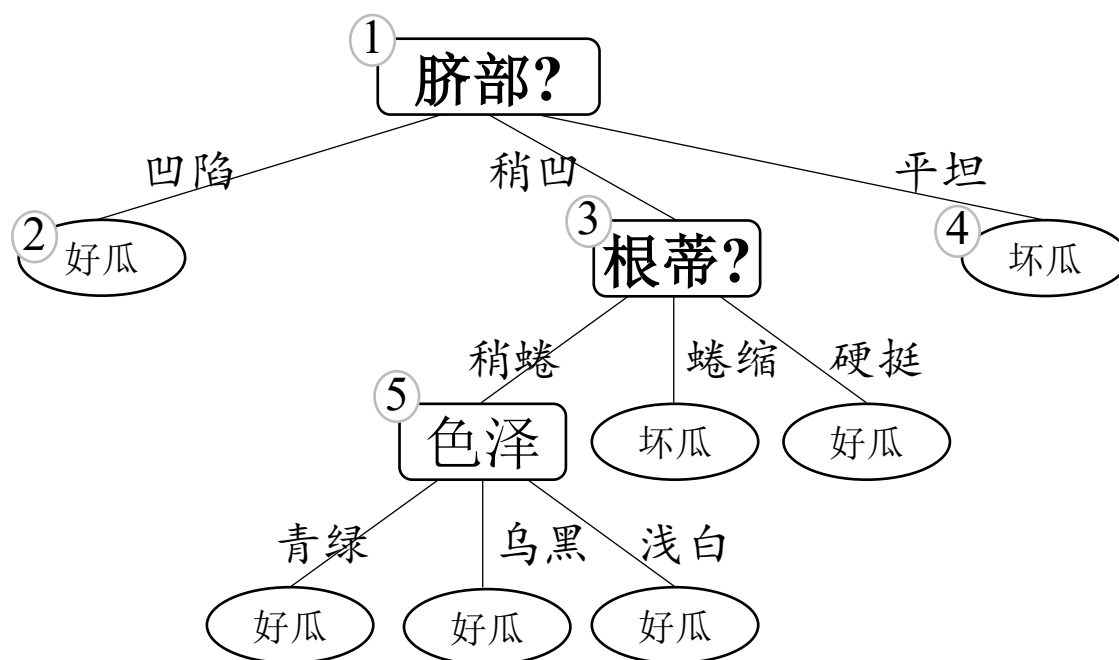 1
脐部?
凹陷
稍凹
平坦
2
好瓜
3
根蒂?
4
坏瓜
稍蜷
蜷缩
硬挺
5
色泽
坏瓜
好瓜
青绿
乌黑
浅白
好瓜
好瓜
好瓜